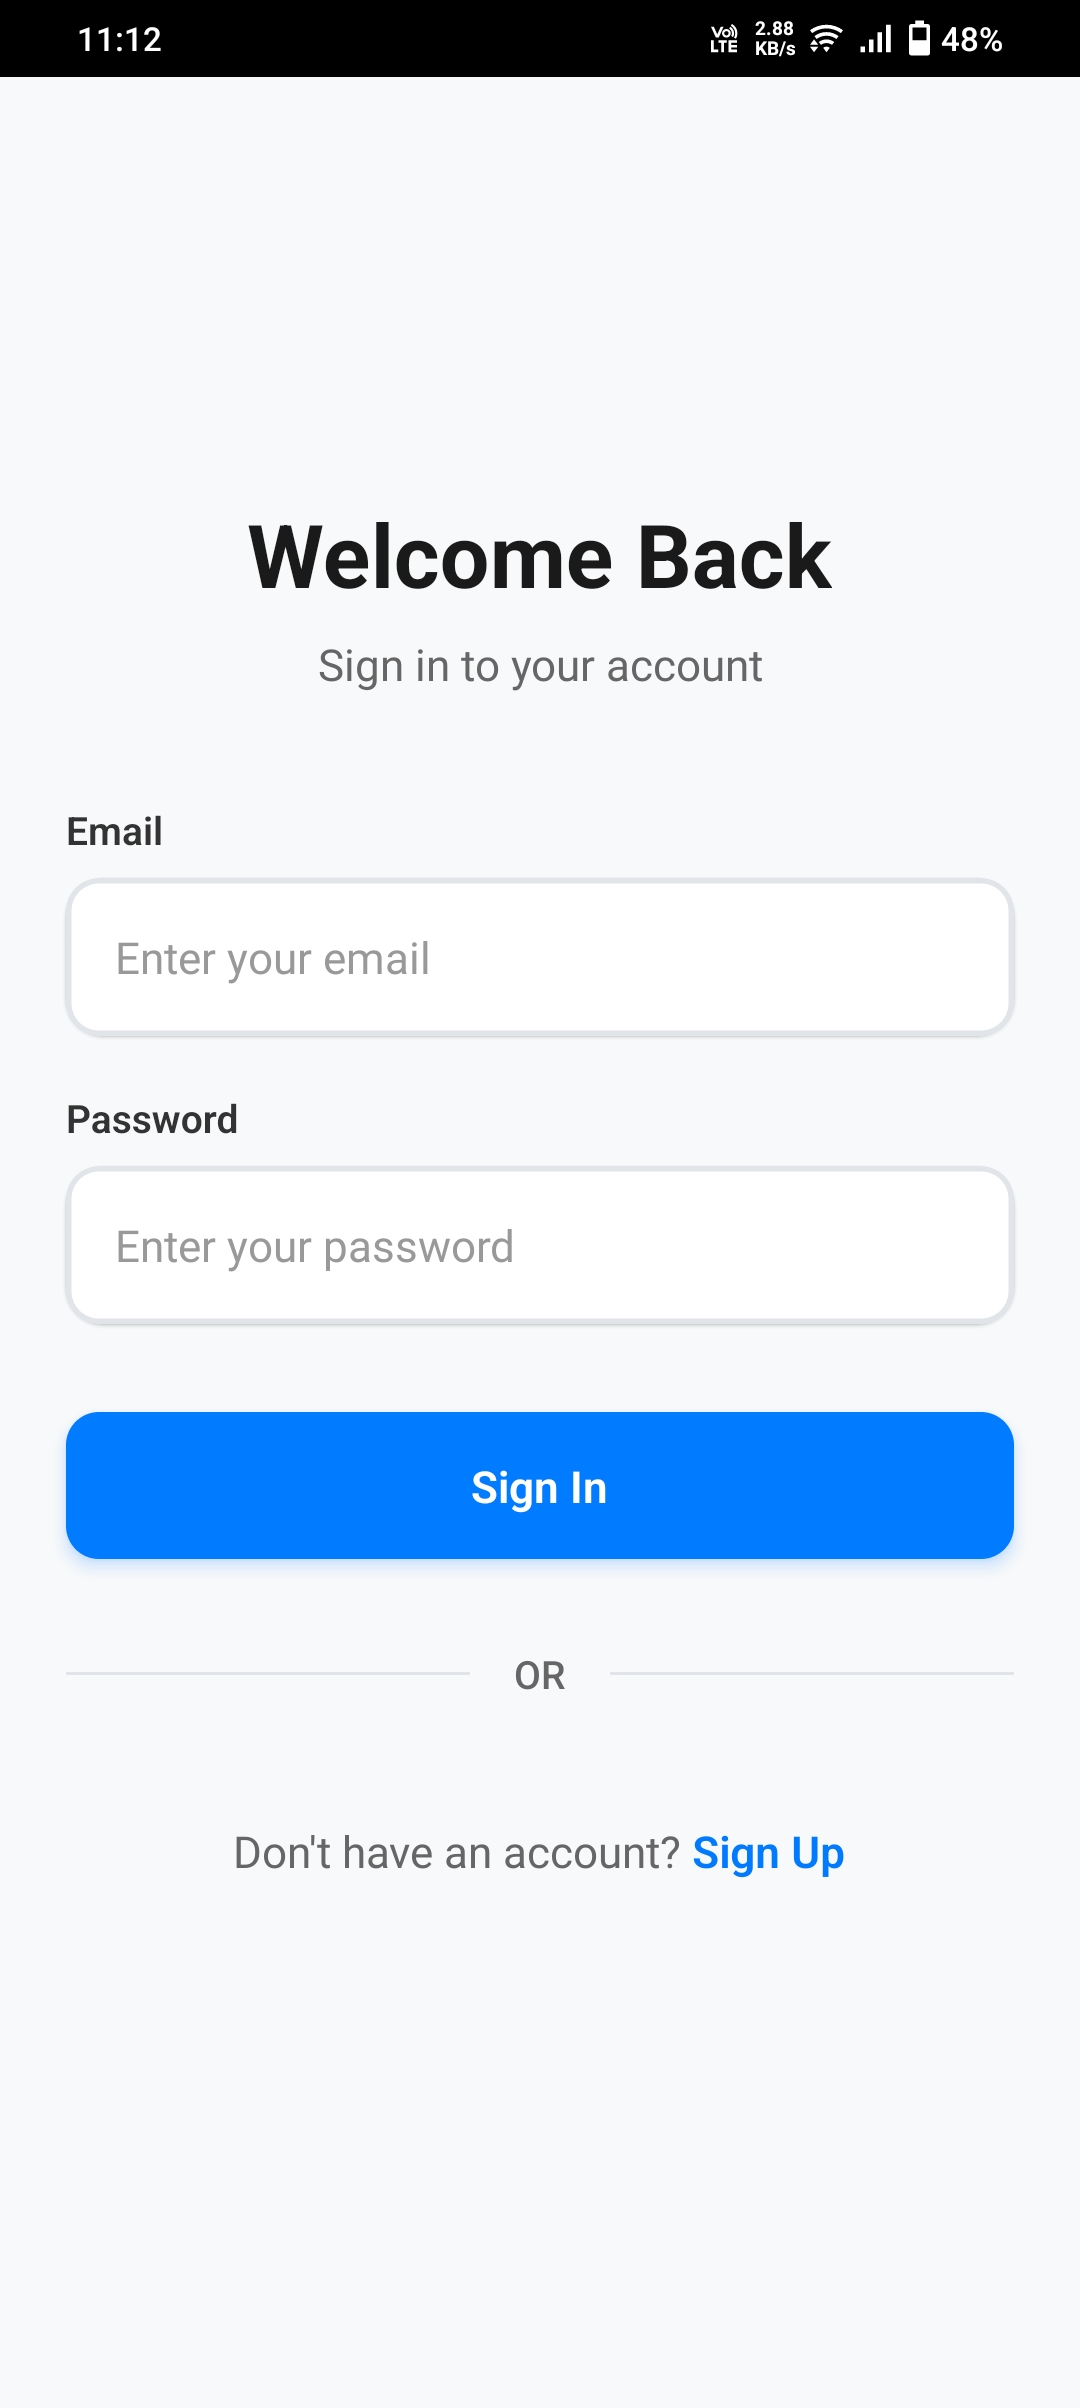 11:12 Vo) LTE 2.88 KB/s 48%
Welcome Back
Sign in to your account
Email
Enter your email
Password
Enter your password
Sign In
OR
Don't have an account? Sign Up